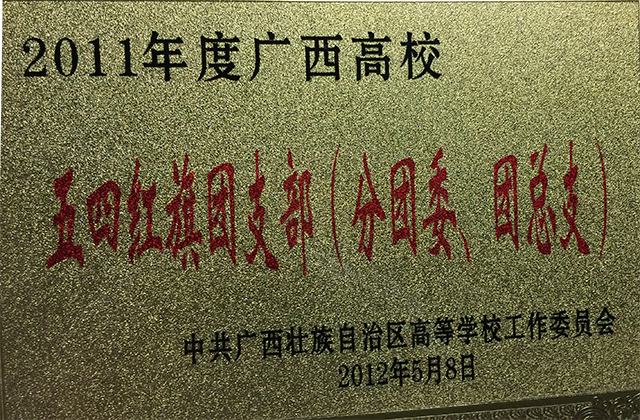 2011年度广西高校
五四红旗团支部（分团委、团总支）
中共广西壮族自治区高等学校工作委员会
2012年5月8日